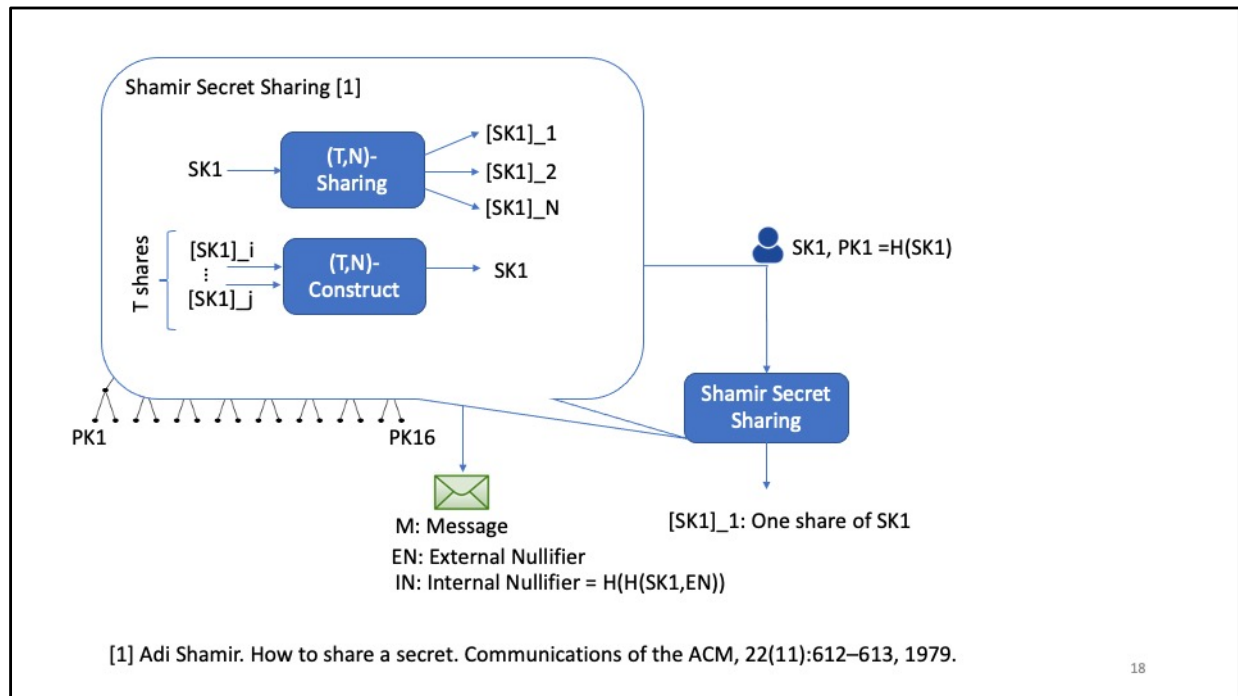 Shamir Secret Sharing [1]
SK1
(T,N)-
Sharing
[SK1]_1
[SK1]_2
[SK1]_N
T shares
[SK1]_i
⋮
[SK1]_j
(T,N)-
Construct
SK1
SK1, PK1 =H(SK1)
Shamir Secret
Sharing
PK1
PK16
[SK1]_1: One share of SK1
M: Message
EN: External Nullifier
IN: Internal Nullifier = H(H(SK1,EN))
[1] Adi Shamir. How to share a secret. Communications of the ACM, 22(11):612–613, 1979.
18